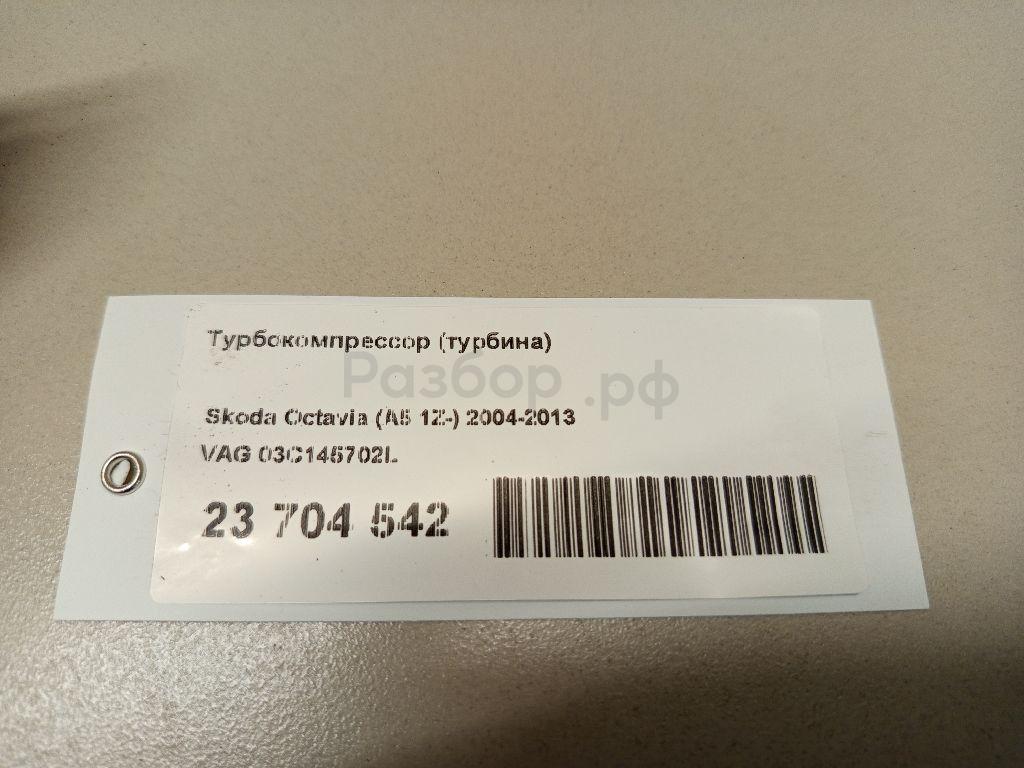 Турбокомпрессор (турбина)
Разбор.рф
Skoda Octavia (A5 1Z-) 2004-2013
VAG 03C145702L
23 704 542